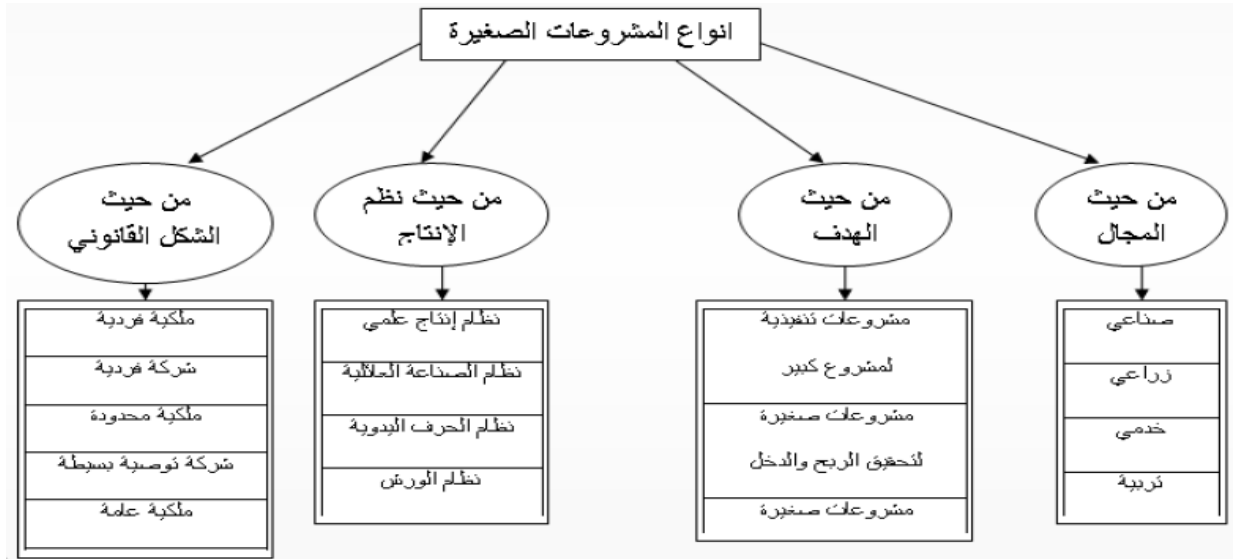 انواع المشروعات الصغيرة
من حيث
المجال
صناعي
زراعي
خدمي
تربية
من حيث
الهدف
مشروعات تنفيذية
لمشروع كبير
مشروعات صغيرة
لتحقيق الربح والدخل
مشروعات صغيرة
من حيث نظم
الإنتاج
نظام إنتاج علمي
نظام الصناعة العائلية
نظام الحرف اليدوية
نظام الورش
من حيث
الشكل القانوني
ملكية فردية
شركة فردية
ملكية محدودة
شركة توصية بسيطة
ملكية عامة